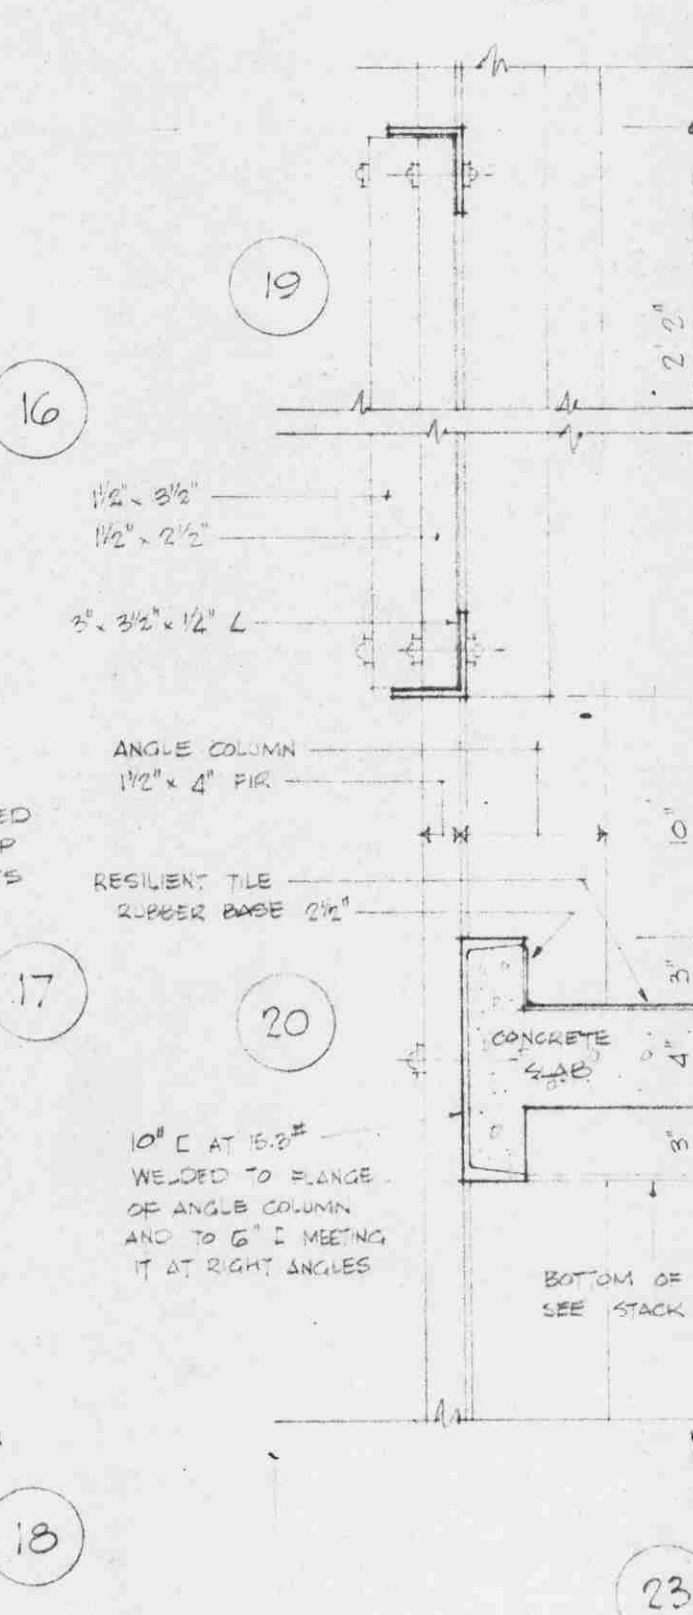 19
2' 2"
16
1½" x 3½"
1½" x 2½"
3" x 3½" x ¼" L
ANGLE COLUMN
1½" x 4" FIR
10"
RESILIENT TILE
RUBBER BASE 2½"
17
20
3"
CONCRETE
SLAB
4"
3"
10" [ AT 15.3#
WELDED TO FLANGE
OF ANGLE COLUMN
AND TO 6" I MEETING
IT AT RIGHT ANGLES
BOTTOM OF
SEE STACK
18
23